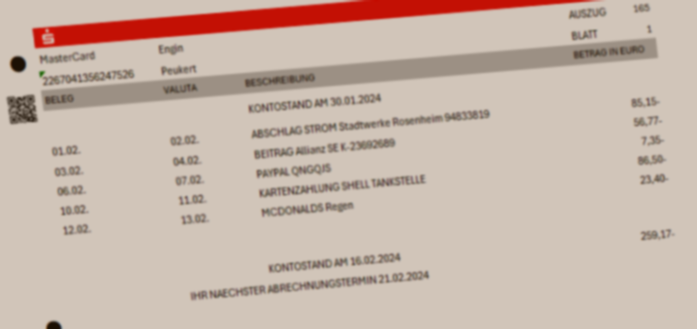 AUSZUG 165
MasterCard Engin BLATT 1
2267041356247526 Peukert
BELEG VALUTA BESCHREIBUNG BETRAG IN EURO
KONTOSTAND AM 30.01.2024
01.02. 02.02. ABSCHLAG STROM Stadtwerke Rosenheim 94833819 85,15-
03.02. 04.02. BEITRAG Allianz SE K-23692689 56,77-
06.02. 07.02. PAYPAL QNGQJS 7,35-
10.02. 11.02. KARTENZAHLUNG SHELL TANKSTELLE 86,50-
12.02. 13.02. MCDONALDS Regen 23,40-
KONTOSTAND AM 16.02.2024 259,17-
IHR NAECHSTER ABRECHNUNGSTERMIN 21.02.2024